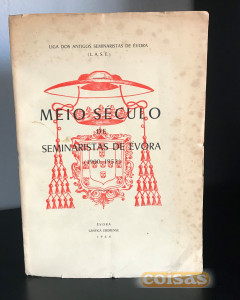 LIGA DOS ANTIGOS SEMINARISTAS DE ÉVORA
(L. A. S. E.)
MEIO SÉCULO
DE
SEMINARISTAS DE ÉVORA
ÉVORA
coisas